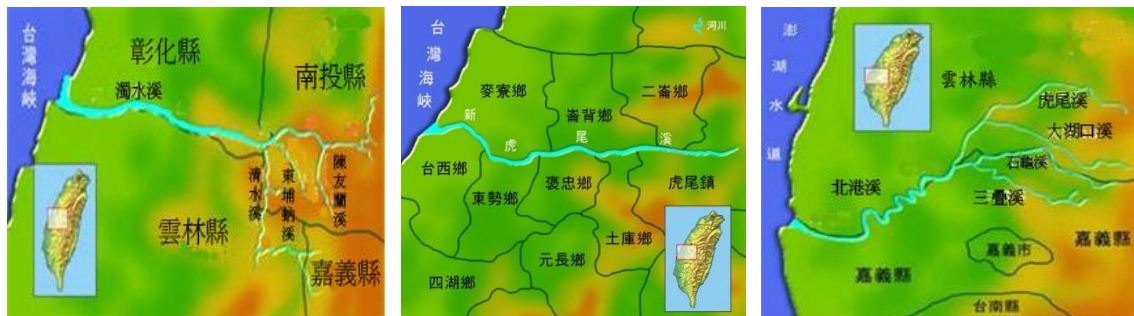 台灣海峽
彰化縣
南投縣
濁水溪
清水溪
東埔蚋溪
陳友蘭溪
雲林縣
嘉義縣
台灣海峽
河川
麥寮鄉
崙背鄉
二崙鄉
新虎尾溪
台西鄉
東勢鄉
褒忠鄉
虎尾鎮
土庫鄉
元長鄉
四湖鄉
澎湖水道
雲林縣
虎尾溪
大湖口溪
石龜溪
北港溪
三疊溪
嘉義市
嘉義縣
嘉義縣
台南縣